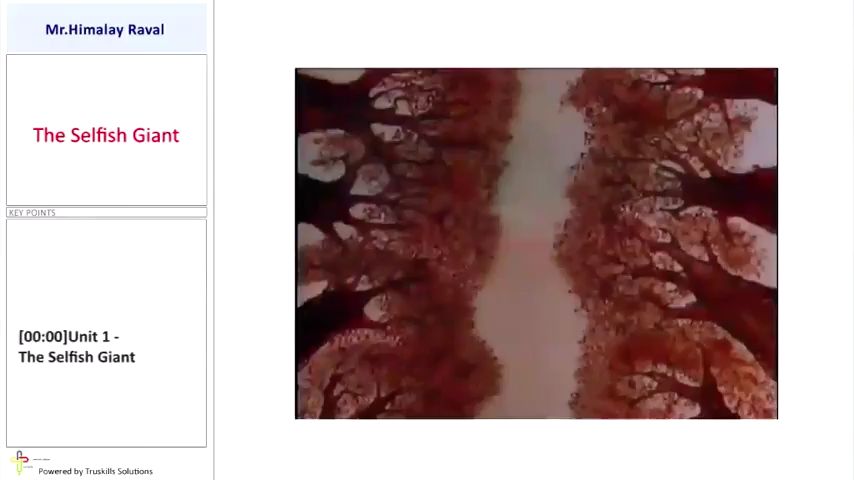 Mr.Himalay Raval
The Selfish Giant
KEY POINTS
[00:00]Unit 1 -
The Selfish Giant
Powered by Truskills Solutions